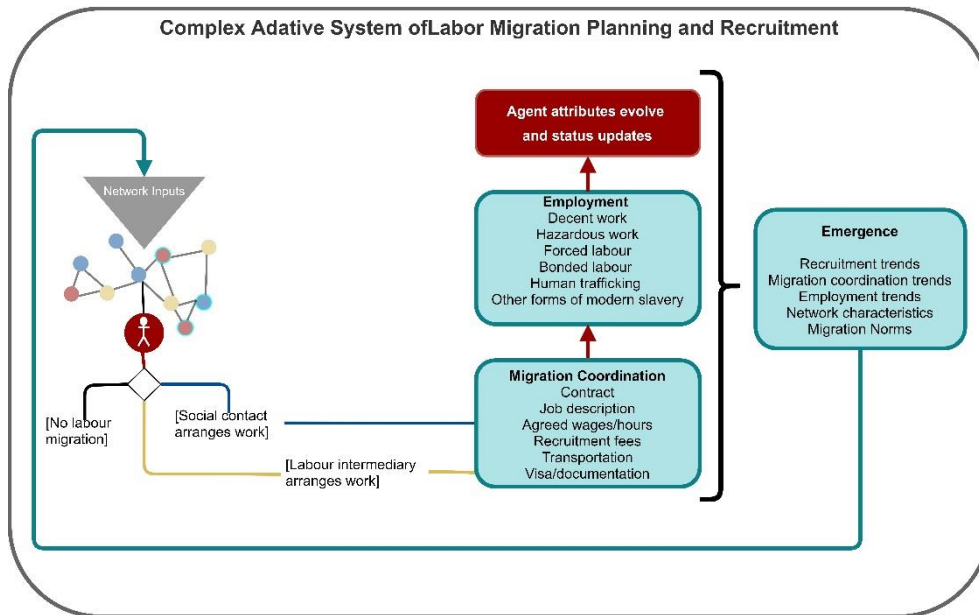 Complex Adative System ofLabor Migration Planning and Recruitment
Network Inputs
[No labour
migration]
[Social contact
arranges work]
[Labour intermediary
arranges work]
Agent attributes evolve
and status updates
Employment
Decent work
Hazardous work
Forced labour
Bonded labour
Human trafficking
Other forms of modern slavery
Migration Coordination
Contract
Job description
Agreed wages/hours
Recruitment fees
Transportation
Visa/documentation
Emergence
Recruitment trends
Migration coordination trends
Employment trends
Network characteristics
Migration Norms